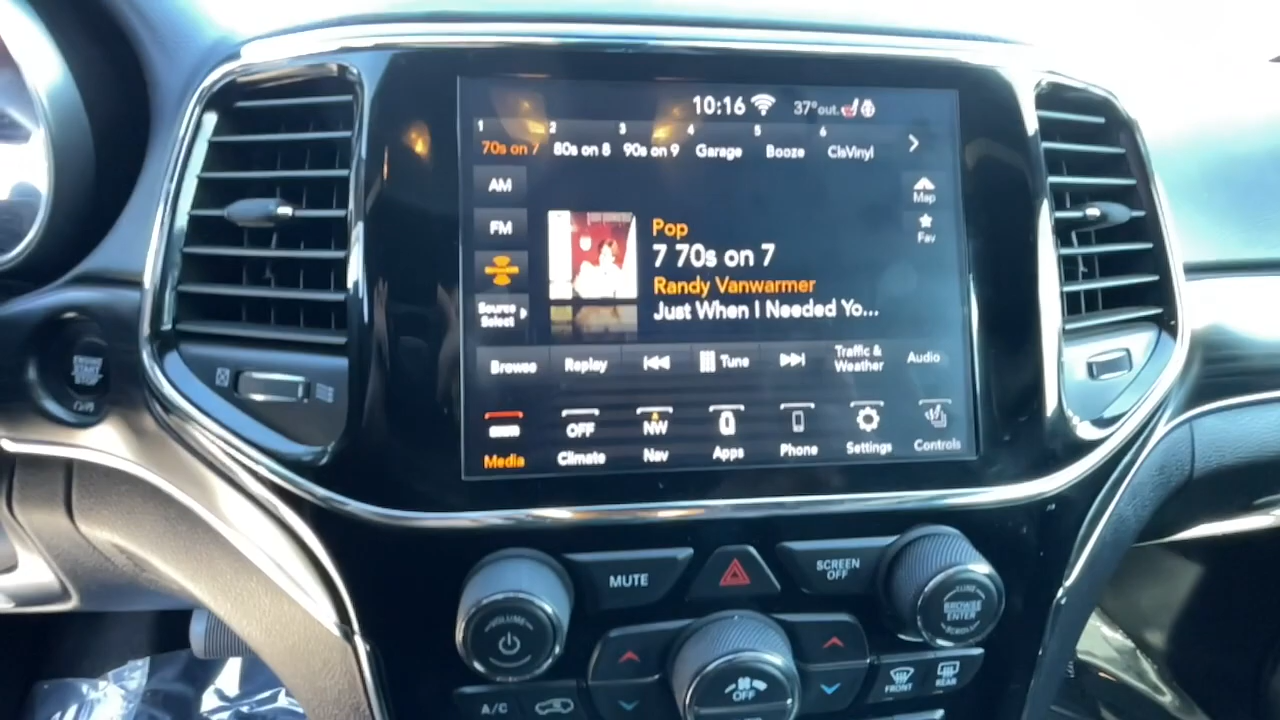 10:16 37° out.
1 2 3 4 5 6
70s on 7 80s on 8 90s on 9 Garage Booze ClsVinyl
AM
Map
FM
Fav
Pop
7 70s on 7
Randy Vanwarmer
Just When I Needed Yo...
Source
Select
Browse Replay Tune Traffic &
Weather Audio
OFF NW
Media Climate Nav Apps Phone Settings Controls
ENGINE
START
STOP
MUTE
SCREEN
OFF
VOLUME
TUNE
BROWSE
ENTER
SCROLL
OFF
FRONT
REAR
A/C